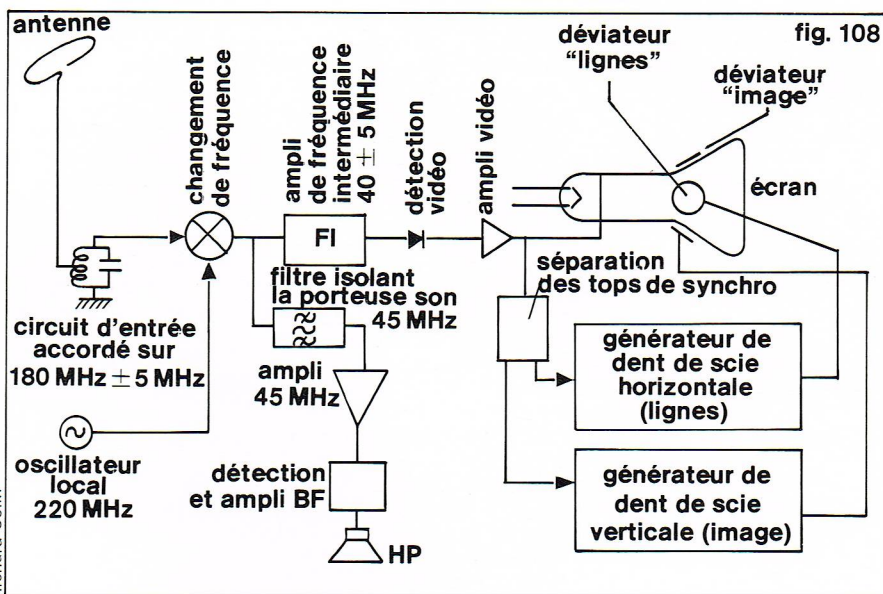 fig. 108
antenne
changement
de fréquence
ampli
de fréquence
intermédiaire
40 ± 5 MHz
détection
vidéo
ampli vidéo
déviateur
"lignes"
déviateur
"image"
écran
FI
filtre isolant
la porteuse son
45 MHz
séparation
des tops de synchro
circuit d'entrée
accordé sur
180 MHz ± 5 MHz
ampli
45 MHz
générateur de
dent de scie
horizontale
(lignes)
oscillateur
local
220 MHz
détection
et ampli BF
HP
générateur de
dent de scie
verticale (image)